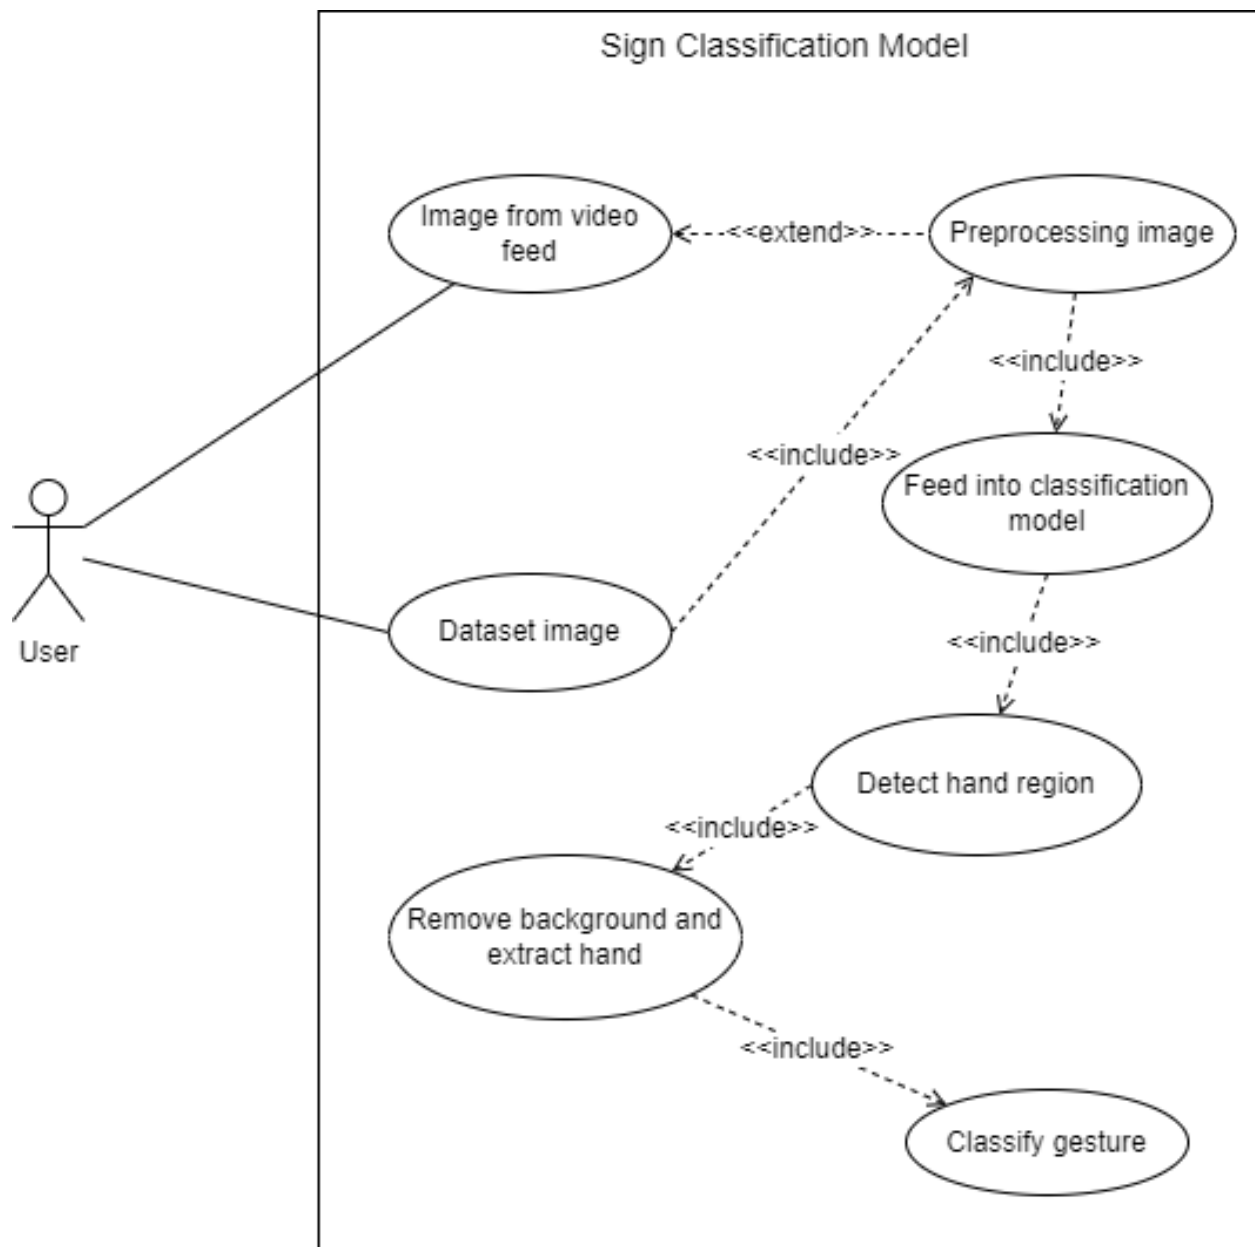 Sign Classification Model
Image from video
feed
<<extend>>
Preprocessing image
<<include>>
<<include>>
Feed into classification
model
User
Dataset image
<<include>>
Detect hand region
<<include>>
Remove background and
extract hand
<<include>>
Classify gesture